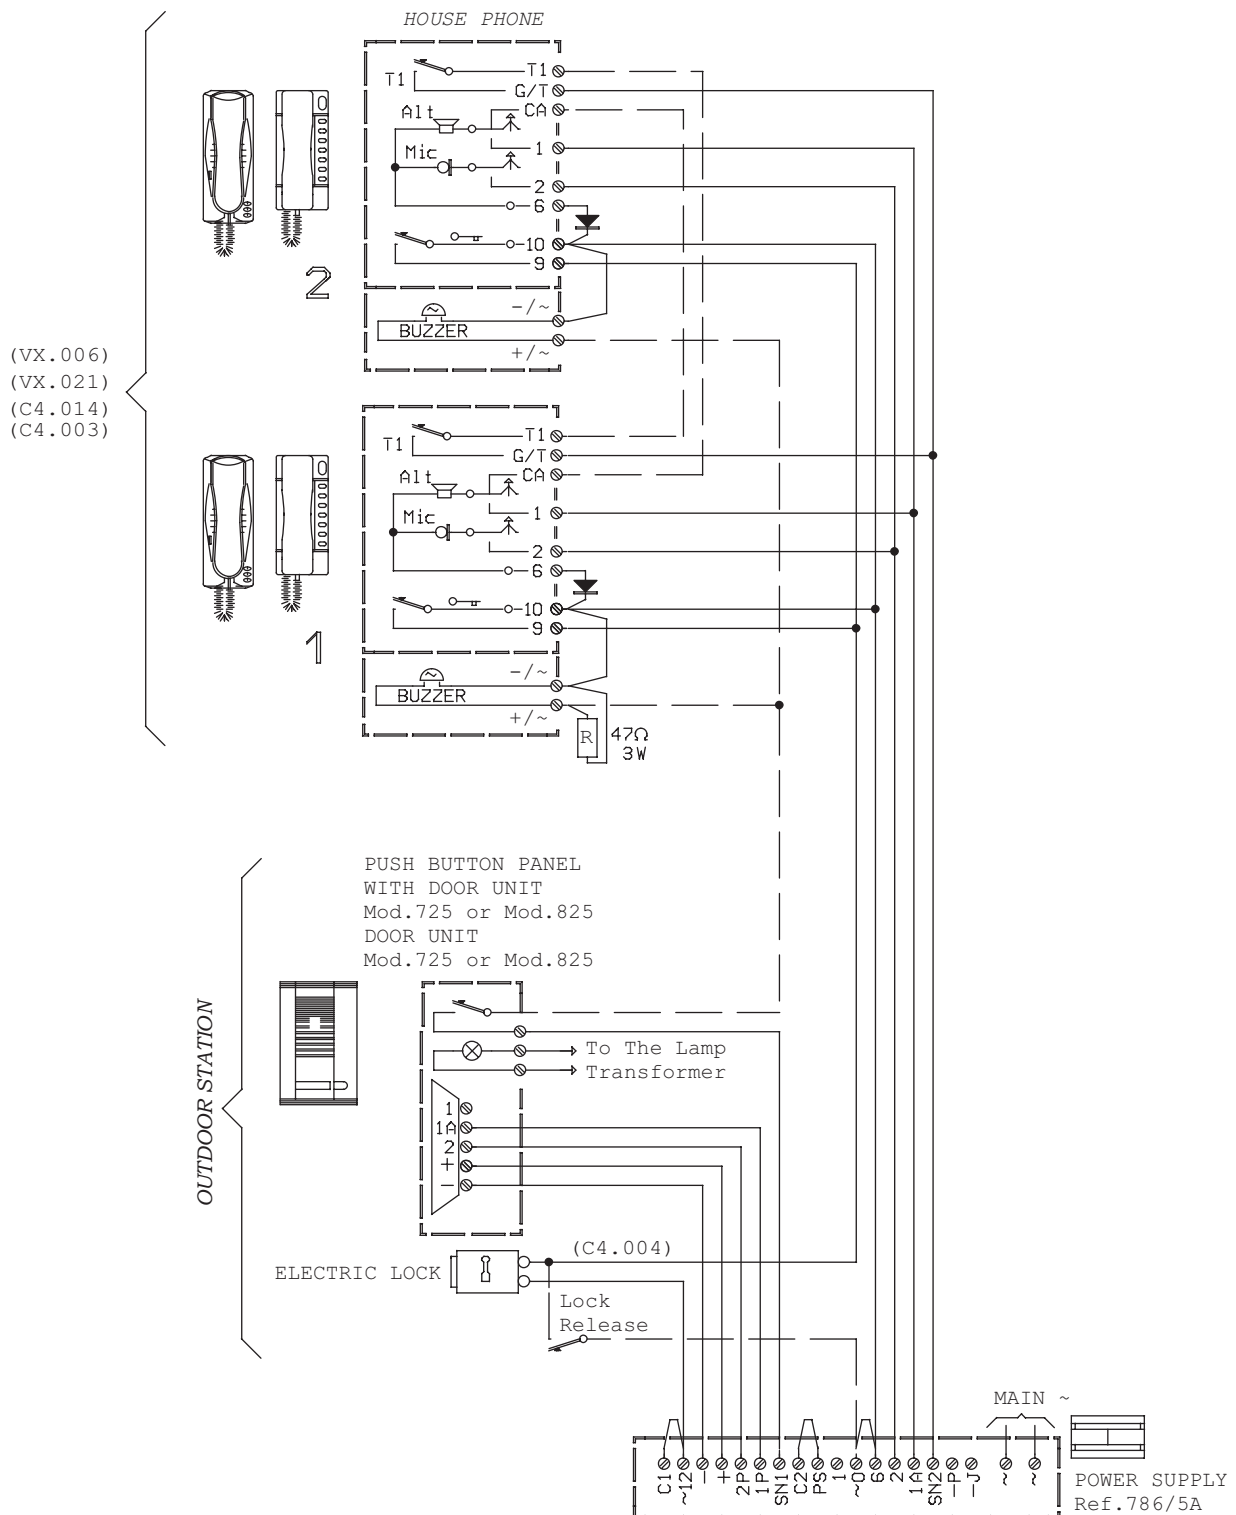 HOUSE PHONE
T1
T1
G/T
CA
Alt
1
Mic
2
6
10
9
2
-/~
BUZZER
+/~
(VX.006)
(VX.021)
(C4.014)
(C4.003)
T1
T1
G/T
CA
Alt
1
Mic
2
6
10
9
1
-/~
BUZZER
+/~
R
47Ω
3W
PUSH BUTTON PANEL
WITH DOOR UNIT
Mod.725 or Mod.825
DOOR UNIT
Mod.725 or Mod.825
OUTDOOR STATION
To The Lamp
Transformer
1
1A
2
+
-
(C4.004)
ELECTRIC LOCK
Lock
Release
MAIN ~
C1
~12
-
+
2P
1P
SN1
C2
PS
1
~0
6
2
1A
SN2
-P
-J
~
~
POWER SUPPLY
Ref.786/5A